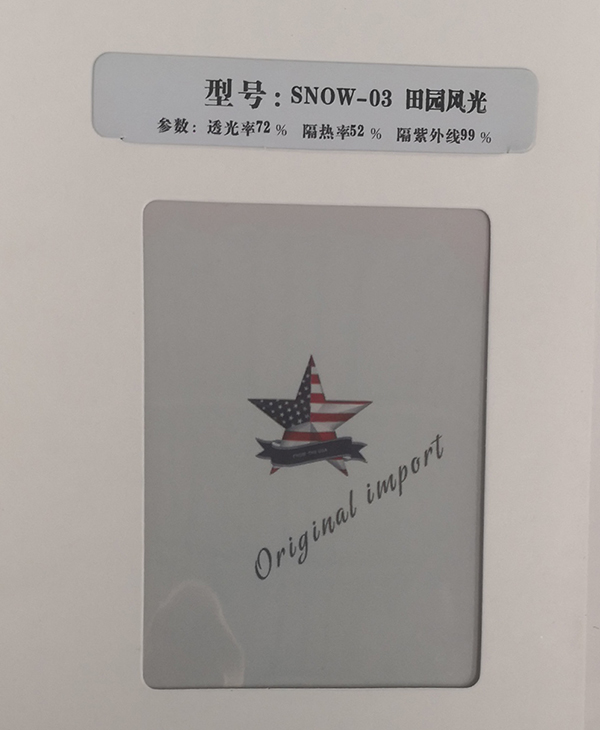 型号：SNOW-03 田园风光
参数：透光率72％ 隔热率52％ 隔紫外线99％
Original import